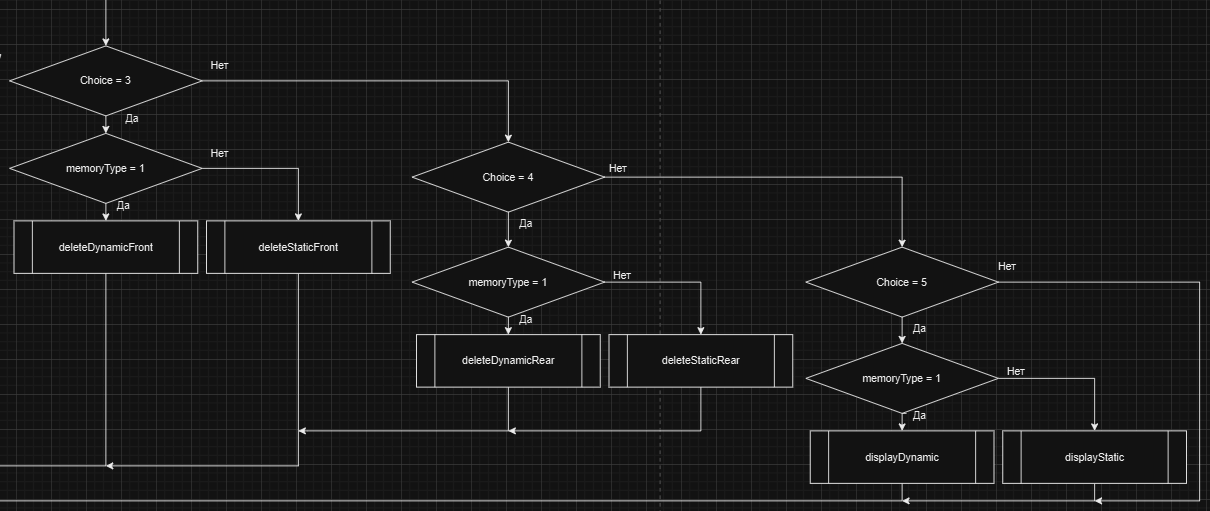 Нет
Choice = 3
Да
Нет
memoryType = 1
Да
deleteDynamicFront
deleteStaticFront
Нет
Choice = 4
Да
Нет
memoryType = 1
Да
deleteDynamicRear
deleteStaticRear
Нет
Choice = 5
Да
Нет
memoryType = 1
Да
displayDynamic
displayStatic